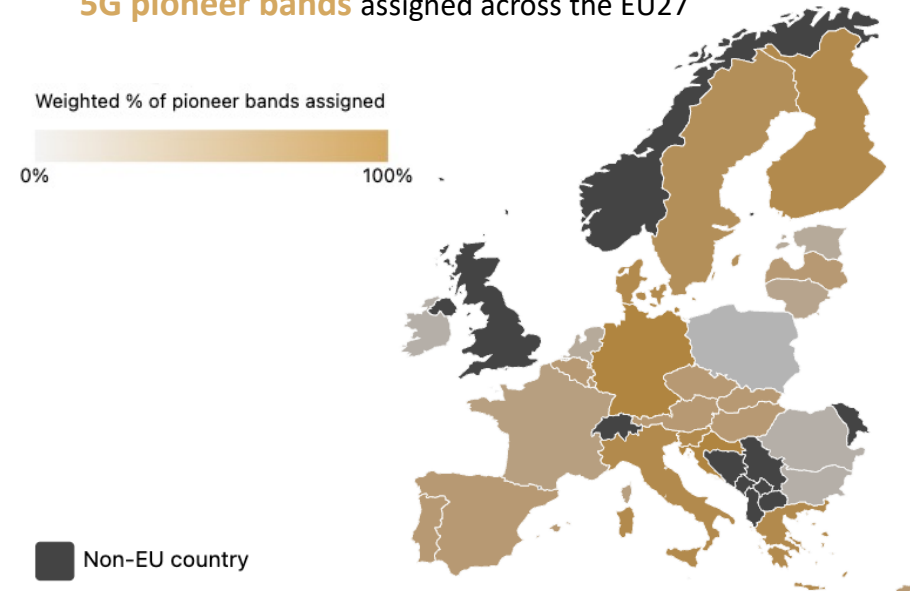 5G pioneer bands assigned across the EU27
Weighted % of pioneer bands assigned
0% 100%
Non-EU country